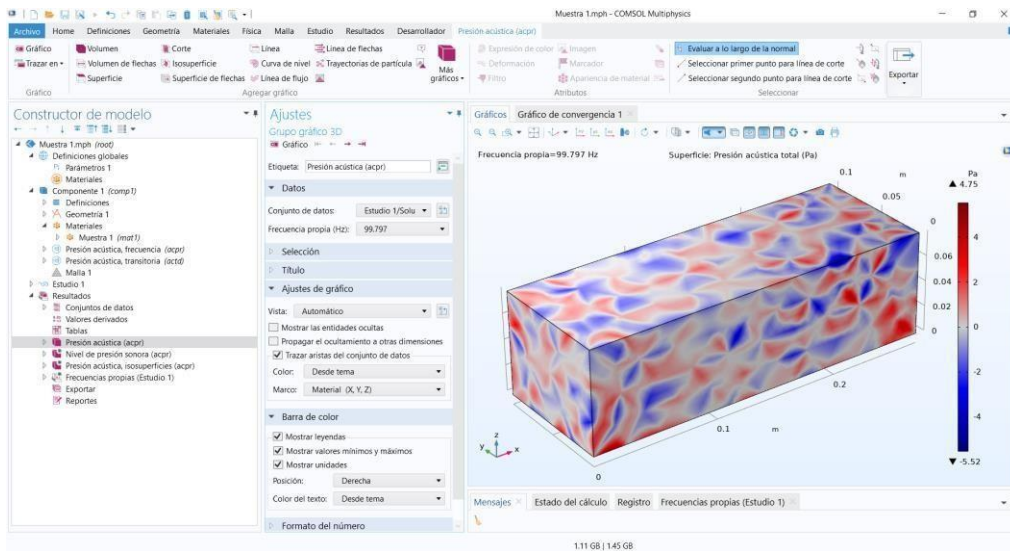 Muestra 1.mph - COMSOL Multiphysics
Archivo Home Definiciones Geometría Materiales Física Malla Estudio Resultados Desarrollador Presión acústica (acpr)
Gráfico Volumen Corte Línea Línea de flechas Expresión de color Imagen Evaluar a lo largo de la normal
Trazar en Volumen de flechas Isosuperficie Curva de nivel Trayectorias de partícula Más gráficos Deformación Marcador Seleccionar primer punto para línea de corte Exportar
Superficie Superficie de flechas Línea de flujo Filtro Apariencia de material Seleccionar segundo punto para línea de corte
Gráfico Agregar gráfico Atributos Seleccionar
Constructor de modelo
Muestra 1.mph (root)
Definiciones globales
Parámetros 1
Materiales
Componente 1 (comp1)
Definiciones
Geometría 1
Materiales
Muestra 1 (mat1)
Presión acústica, frecuencia (acpr)
Presión acústica, transitoria (actd)
Malla 1
Estudio 1
Resultados
Conjuntos de datos
Valores derivados
Tablas
Presión acústica (acpr)
Nivel de presión sonora (acpr)
Presión acústica, isosuperficies (acpr)
Frecuencias propias (Estudio 1)
Exportar
Reportes
Ajustes
Grupo gráfico 3D
Gráfico
Etiqueta: Presión acústica (acpr)
Datos
Conjunto de datos: Estudio 1/Solu
Frecuencia propia (Hz): 99.797
Selección
Título
Ajustes de gráfico
Vista: Automático
Mostrar las entidades ocultas
Propagar el ocultamiento a otras dimensiones
Trazar aristas del conjunto de datos
Color: Desde tema
Marco: Material (X, Y, Z)
Barra de color
Mostrar leyendas
Mostrar valores mínimos y máximos
Mostrar unidades
Posición: Derecha
Color del texto: Desde tema
Formato del número
Gráficos Gráfico de convergencia 1
Frecuencia propia=99.797 Hz Superficie: Presión acústica total (Pa)
0.1 m
0.05
0
0.06
0.04
0.02
0
0.2
0.1 m
0
z
y x
Pa
▲ 4.75
4
2
0
-2
-4
▼ -5.52
Mensajes Estado del cálculo Registro Frecuencias propias (Estudio 1)
1.11 GB | 1.45 GB